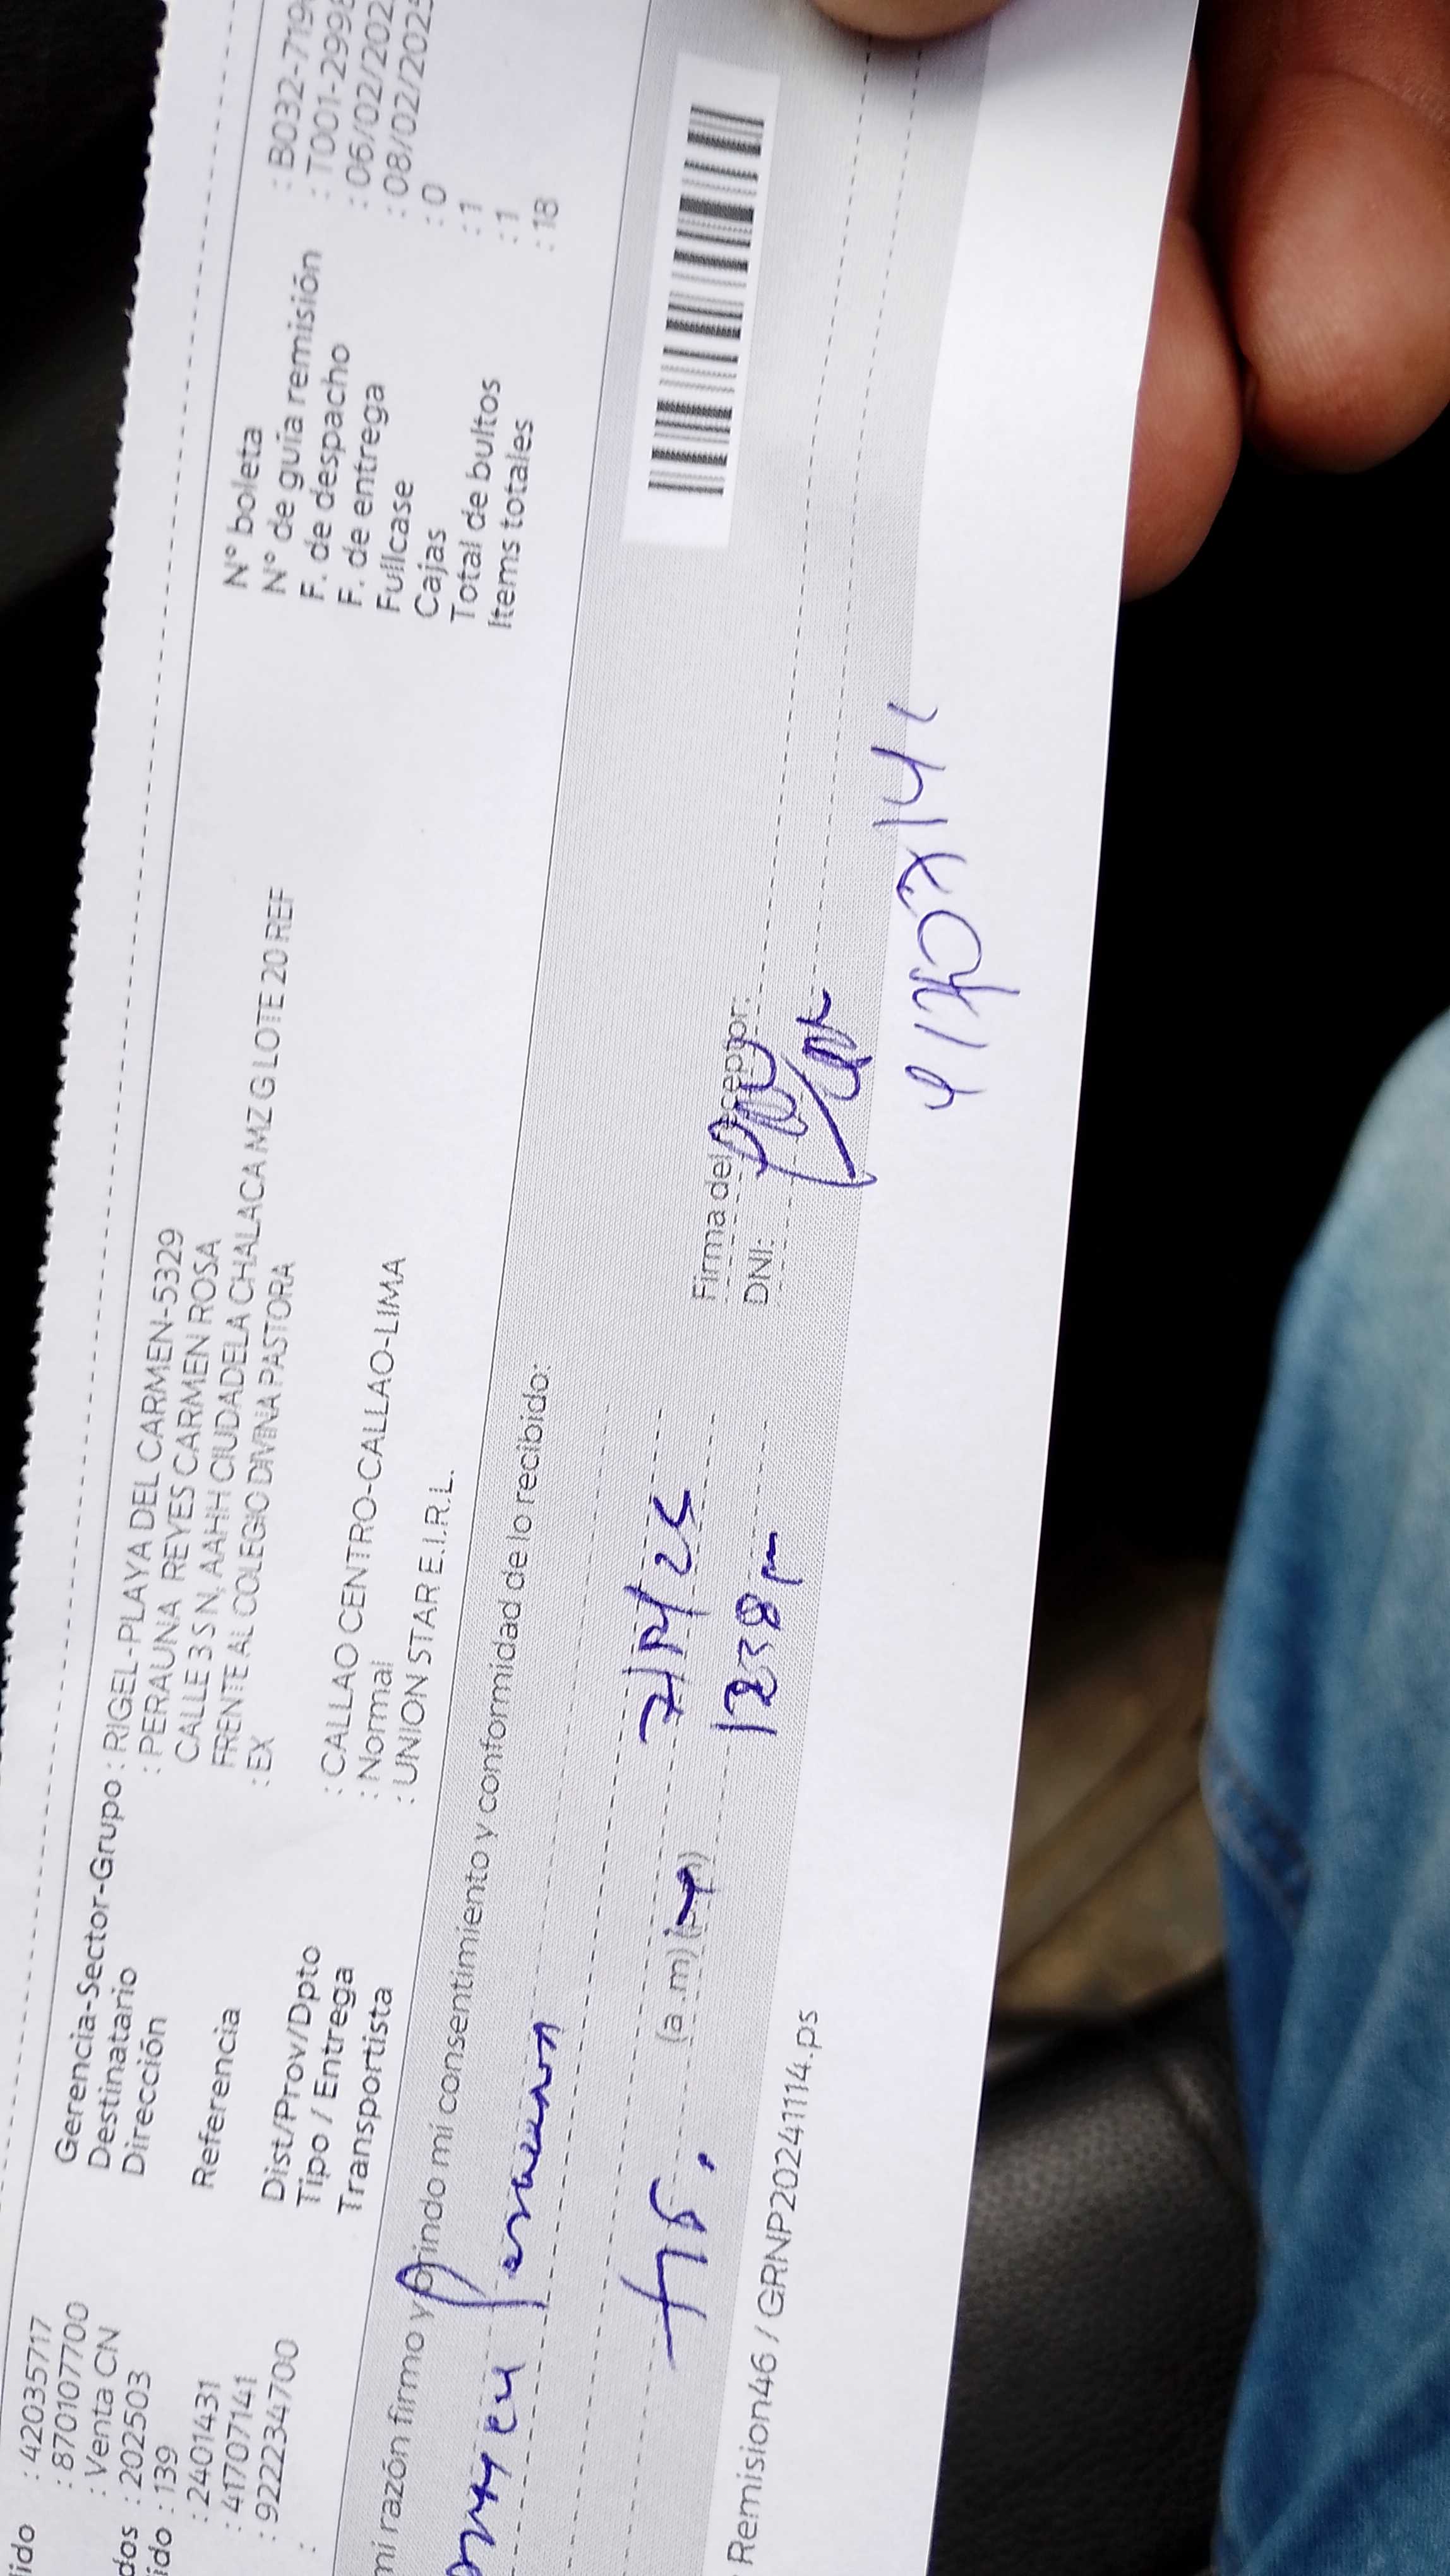 ido : 42035717
: 8701077700
: Venta CN
dos : 202503
ido : 139
: 2401431
: 41707141
: 922234700
:
Gerencia-Sector-Grupo : RIGEL-PLAYA DEL CARMEN-5329
Destinatario : PERAUNA REYES CARMEN ROSA
Dirección CALLE 3 S N. AAHH CIUDADELA CHALACA MZ G LOTE 20 REF
FRENTE AL COLEGIO DIVINA PASTORA
Referencia : EX
Dist/Prov/Dpto : CALLAO CENTRO-CALLAO-LIMA
Tipo / Entrega : Normal
Transportista : UNION STAR E.I.R.L.
N° boleta : B032-719
N° de guía remisión : T001-299
F. de despacho : 06/02/202
F. de entrega : 08/02/202
Fullcase : 0
Cajas : 1
Total de bultos : 1
Items totales : 18
mi razón firmo y brindo mi consentimiento y conformidad de lo recibido:
(a.m)
1238
Firma del receptor:
DNI:
41707141
Remision46 / GRNP20241114.ps